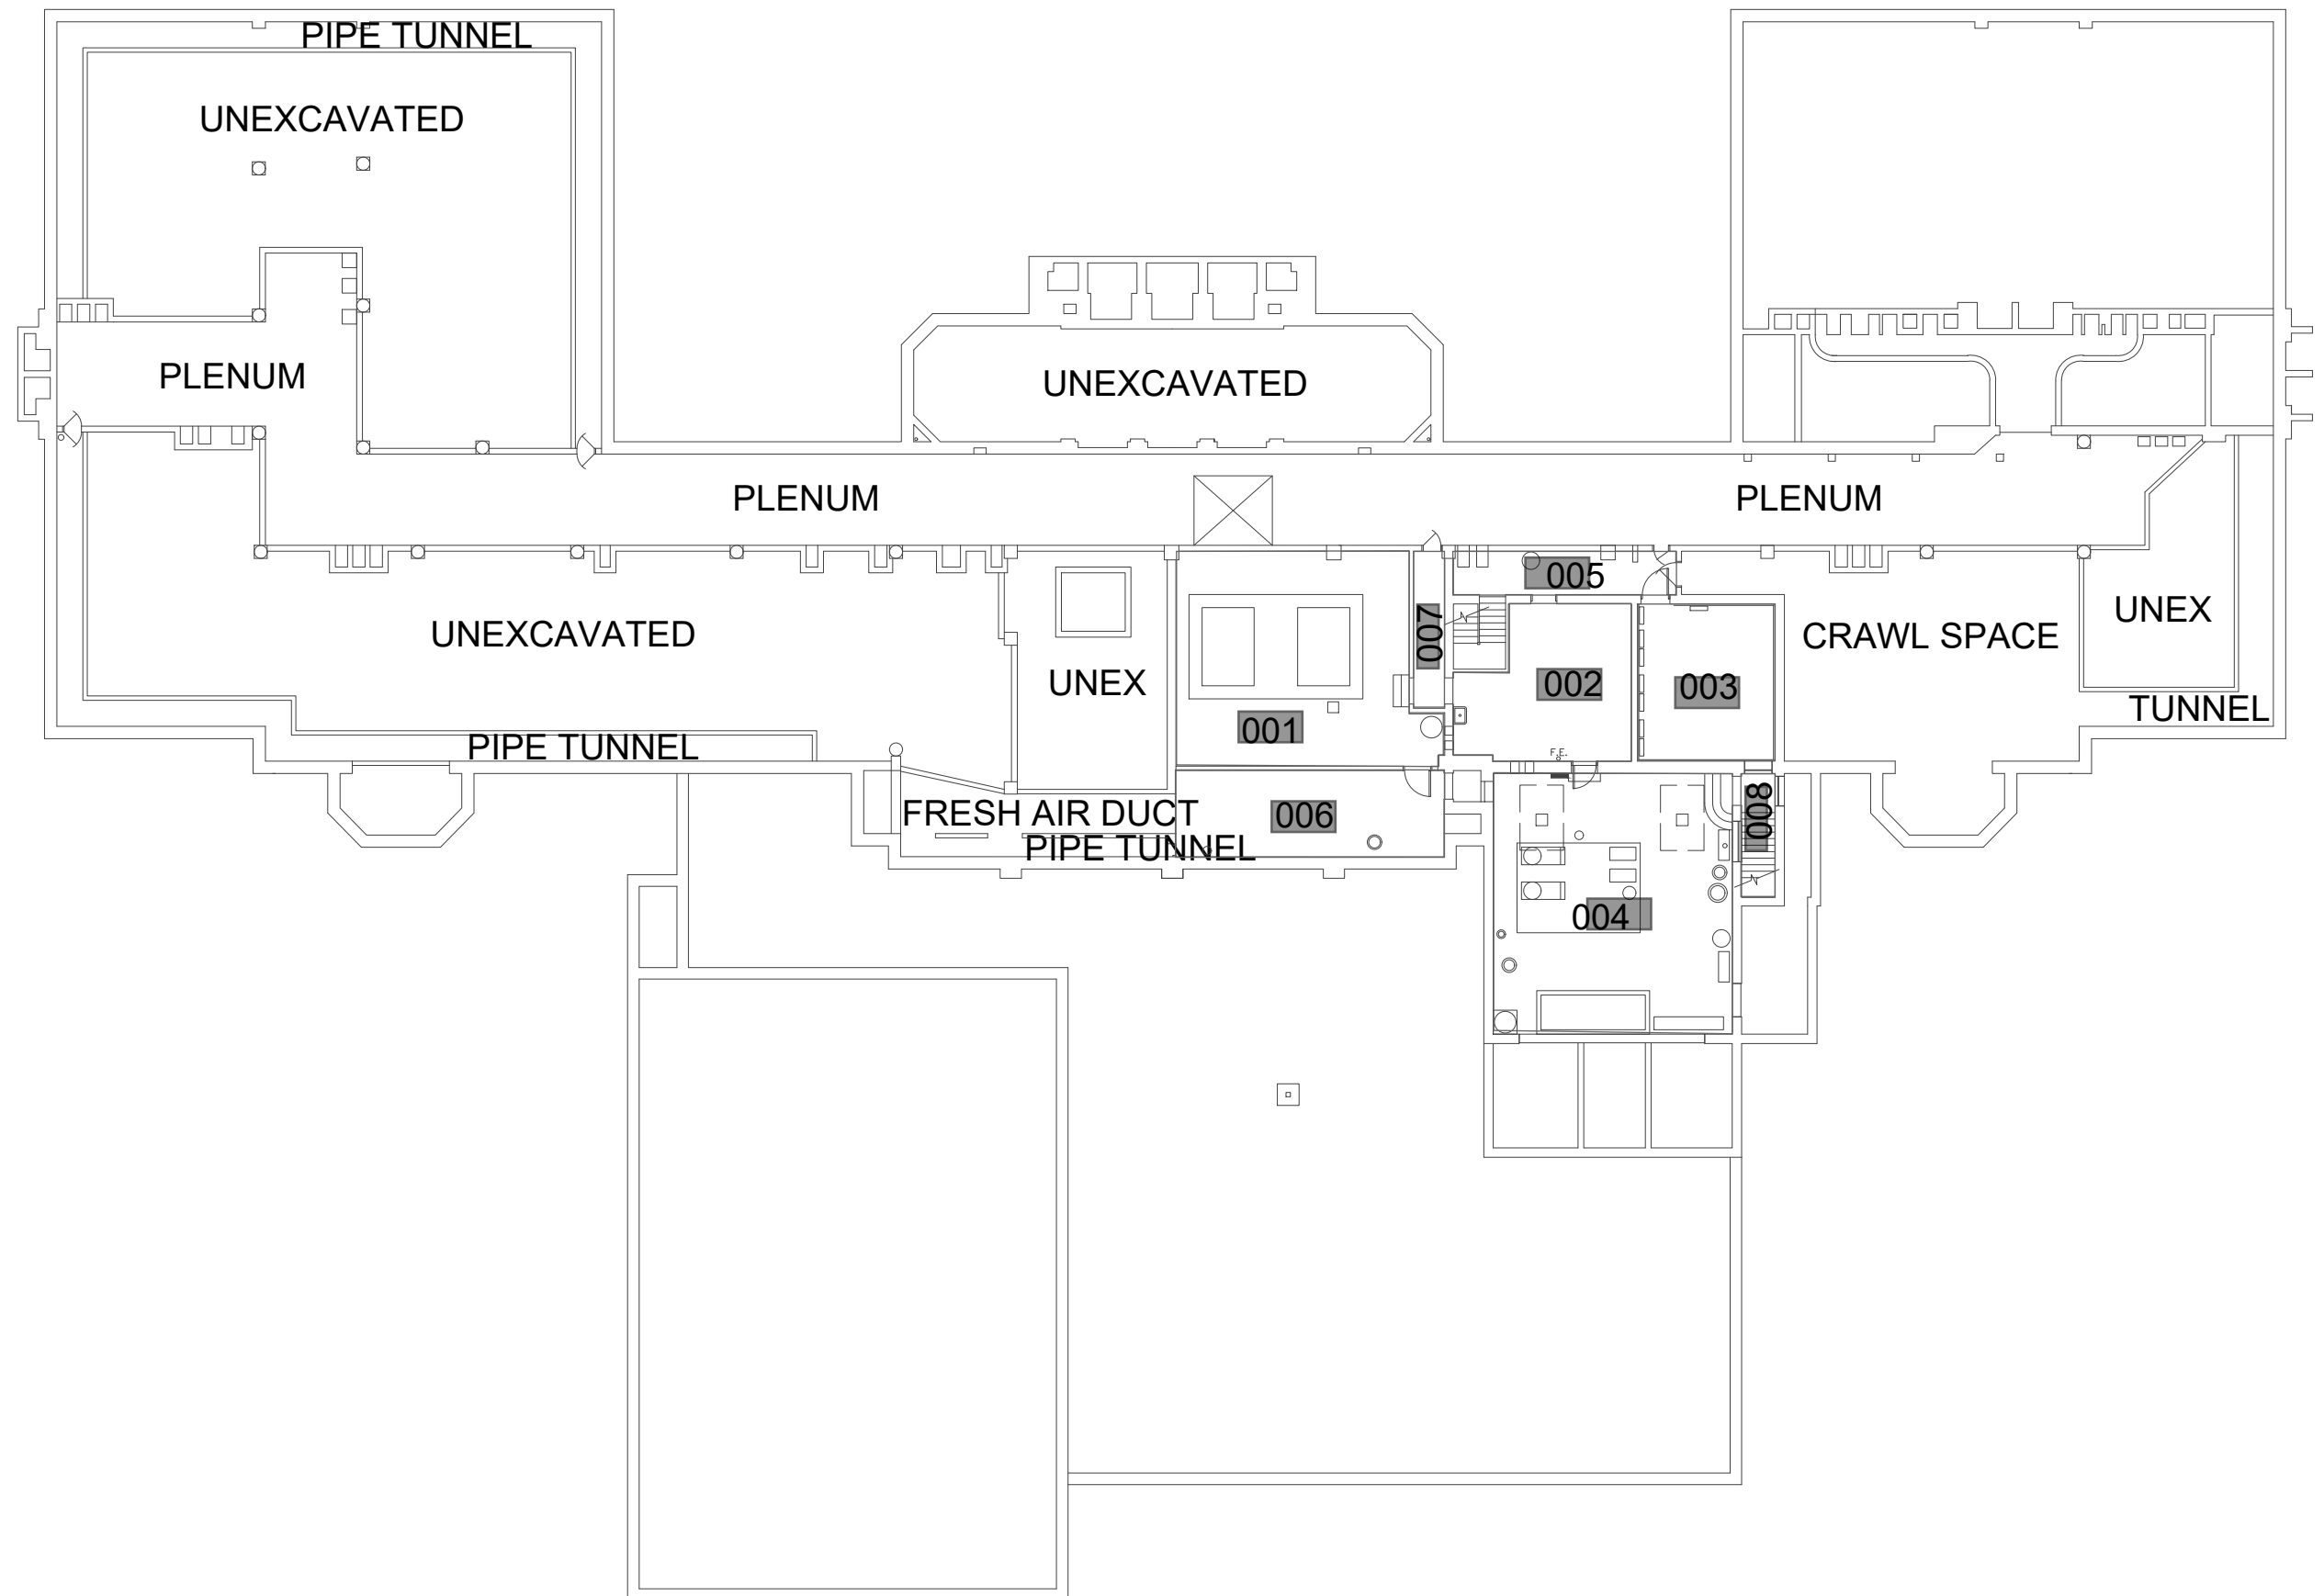 PIPE TUNNEL
UNEXCAVATED
PLENUM
UNEXCAVATED
PLENUM
PLENUM
005
007
UNEXCAVATED
UNEX
CRAWL SPACE
UNEX
002
003
TUNNEL
001
PIPE TUNNEL
F.E.
FRESH AIR DUCT
006
008
PIPE TUNNEL
004